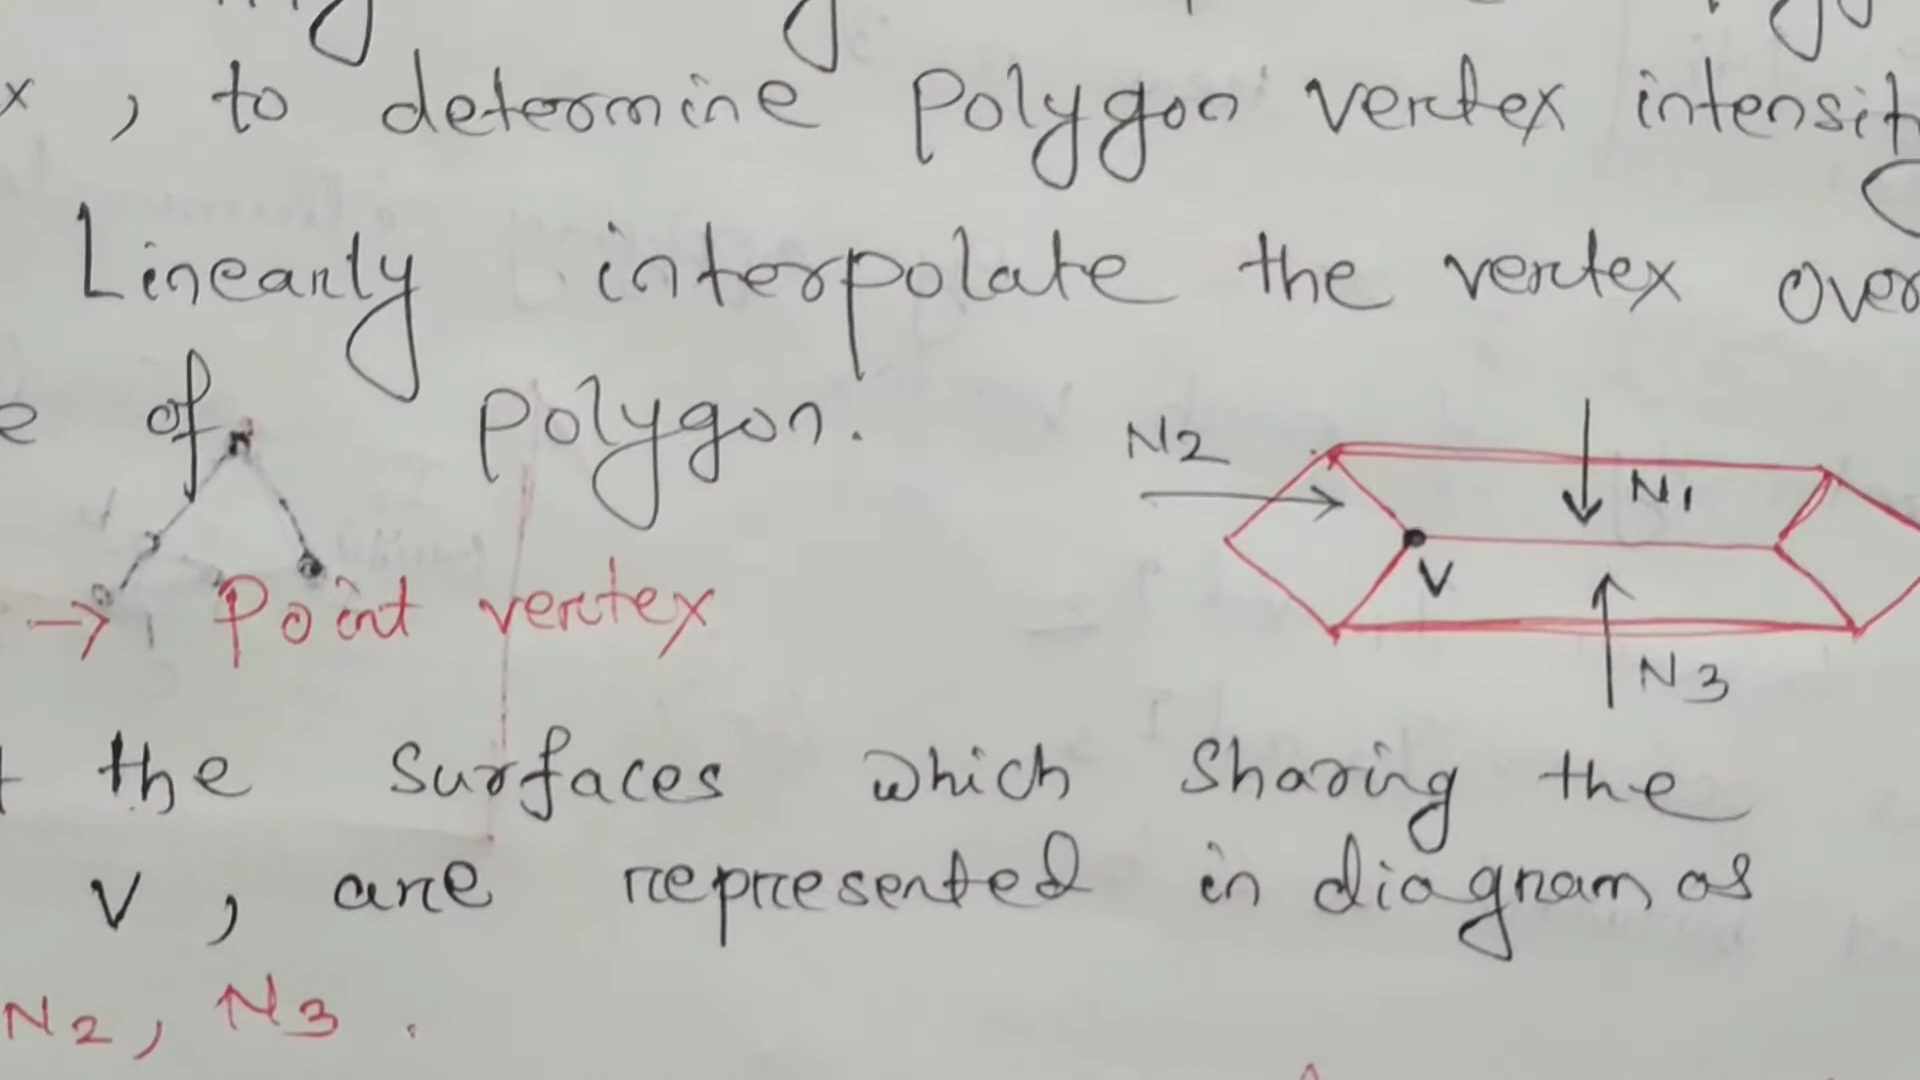 x, to determine Polygon vertex intensit
Linearly interpolate the vertex over
e of polygon.
N2
N1
V
→ Point vertex
N3
the surfaces which sharing the
V, are represented in diagram as
N2, N3.